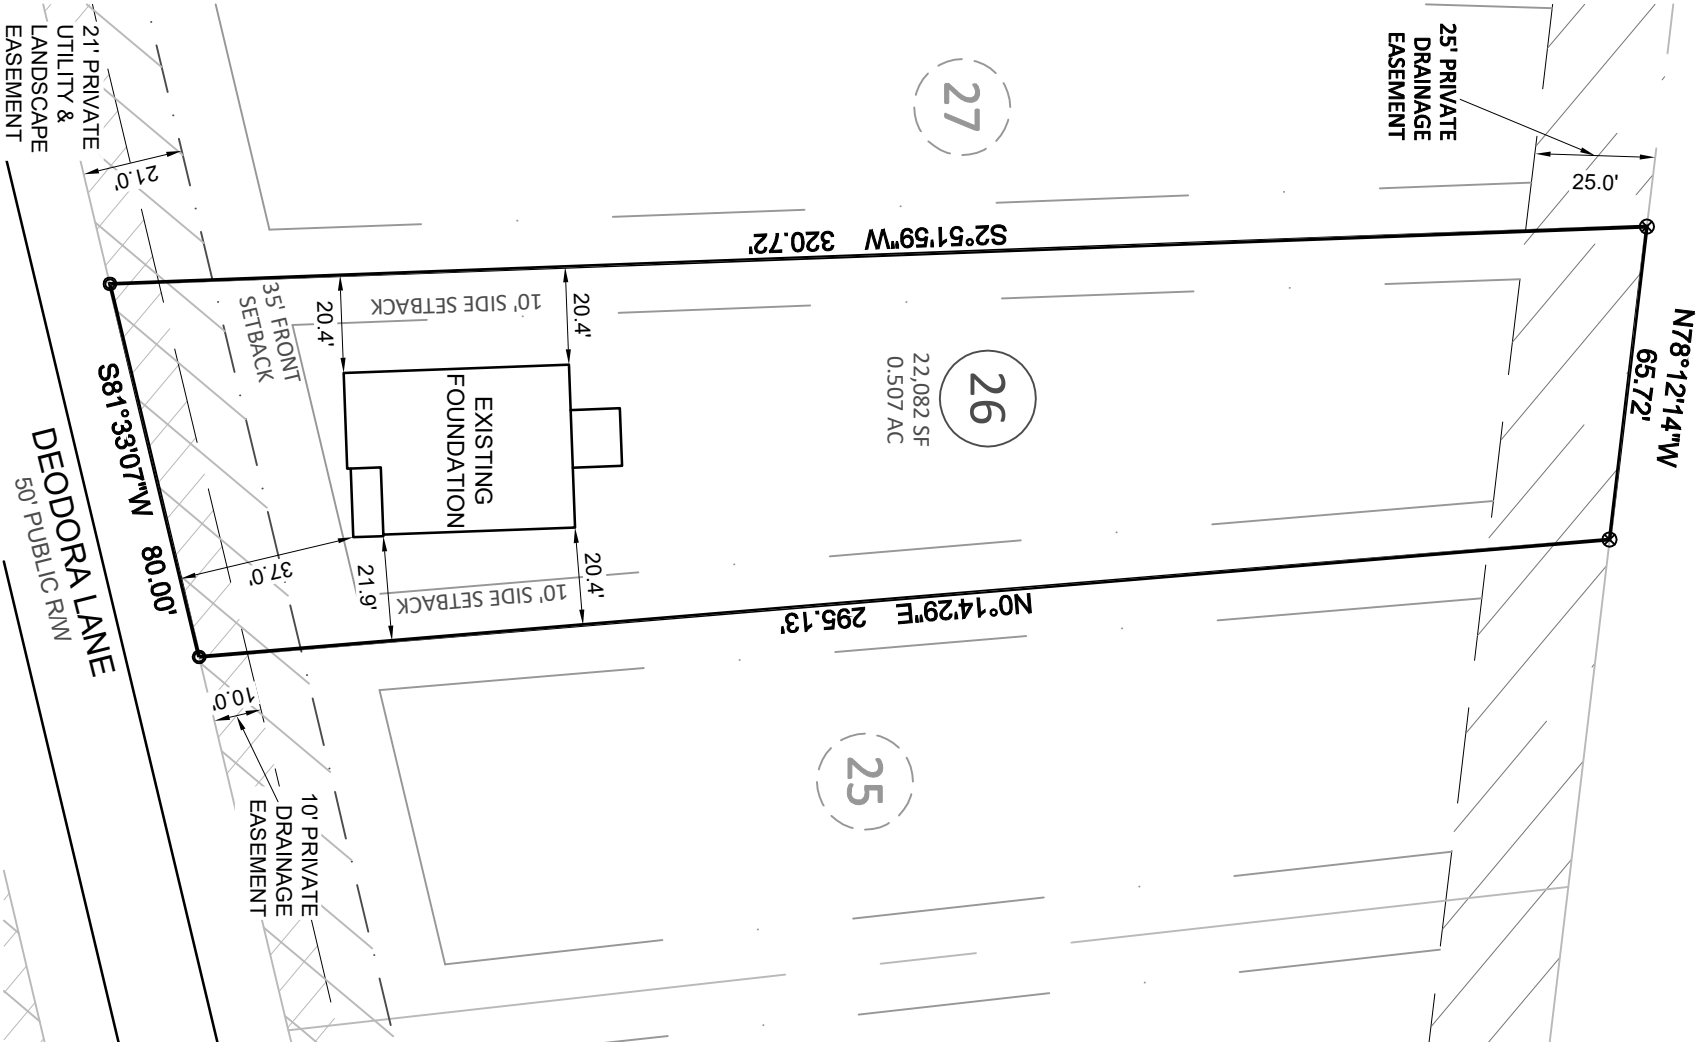 21' PRIVATE
UTILITY &
LANDSCAPE
EASEMENT
21.0'
27
25' PRIVATE
DRAINAGE
EASEMENT
25.0'
S2°51'59"W 320.72'
N78°12'14"W
65.72'
35' FRONT
SETBACK
20.4'
10' SIDE SETBACK
20.4'
EXISTING
FOUNDATION
26
22,082 SF
0.507 AC
S81°33'07"W 80.00'
DEODORA LANE
50' PUBLIC R/W
37.0'
21.9'
10' SIDE SETBACK
20.4'
N0°14'29"E 295.13'
10.0'
10' PRIVATE
DRAINAGE
EASEMENT
25